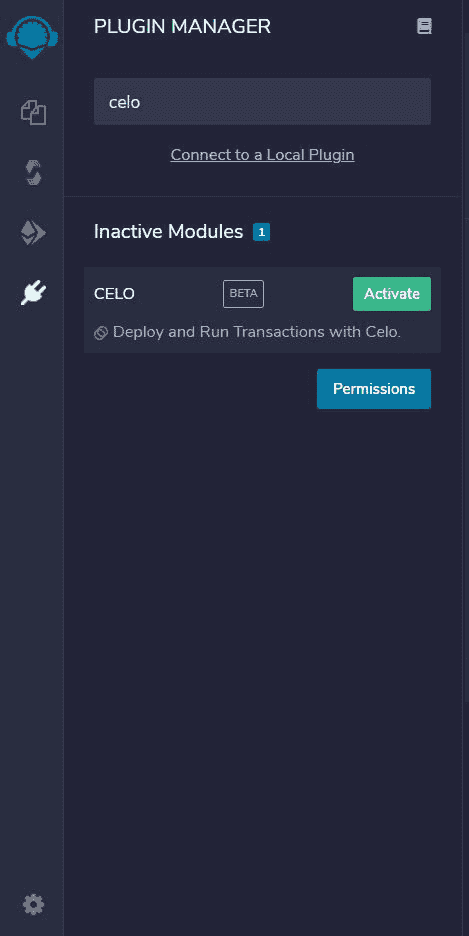 PLUGIN MANAGER
celo
Connect to a Local Plugin
Inactive Modules 1
CELO BETA Activate
Deploy and Run Transactions with Celo.
Permissions